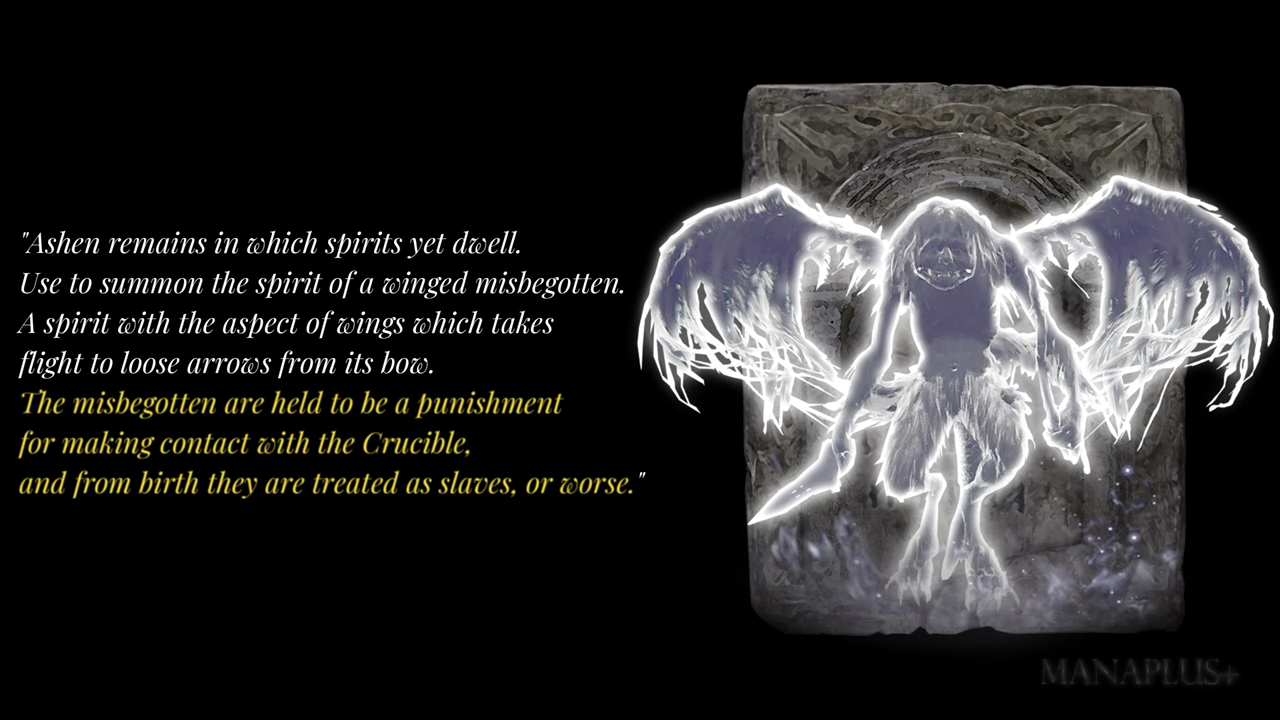 "Ashen remains in which spirits yet dwell.
Use to summon the spirit of a winged misbegotten.
A spirit with the aspect of wings which takes
flight to loose arrows from its bow.
The misbegotten are held to be a punishment
for making contact with the Crucible,
and from birth they are treated as slaves, or worse."
MANAPLUS+